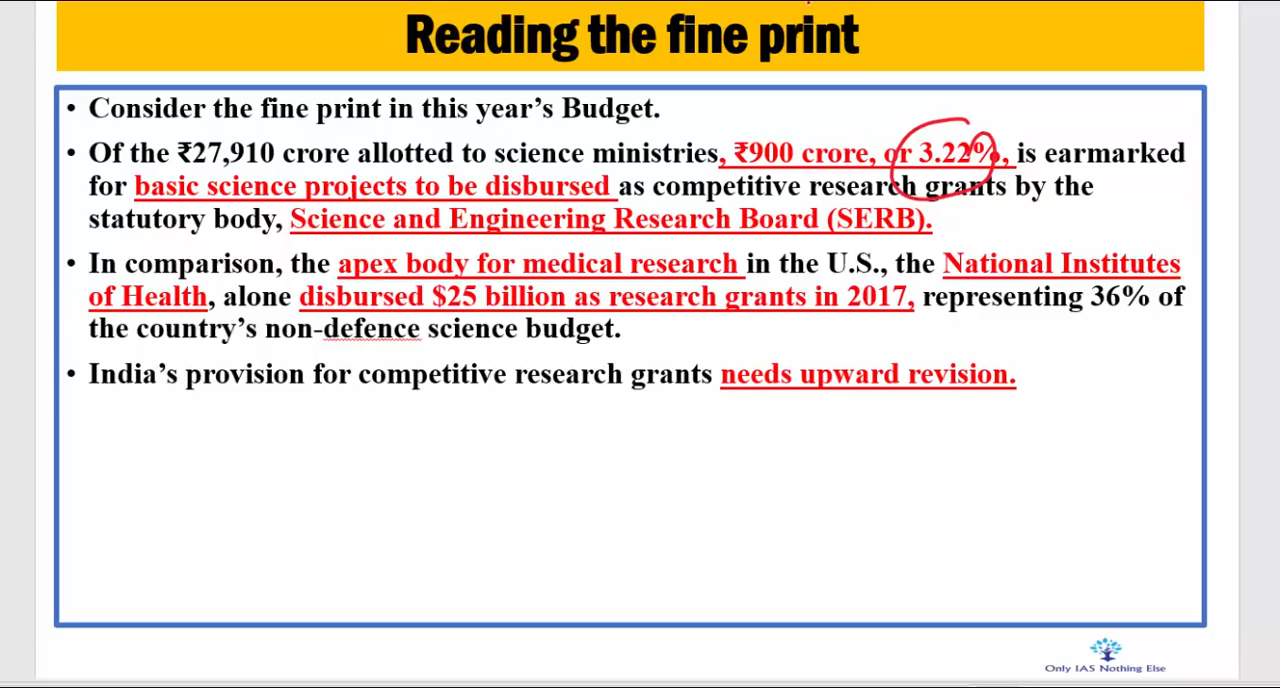 Reading the fine print
• Consider the fine print in this year's Budget.
• Of the ₹27,910 crore allotted to science ministries, ₹900 crore, or 3.22%, is earmarked
for basic science projects to be disbursed as competitive research grants by the
statutory body, Science and Engineering Research Board (SERB).
• In comparison, the apex body for medical research in the U.S., the National Institutes
of Health, alone disbursed $25 billion as research grants in 2017, representing 36% of
the country's non-defence science budget.
• India's provision for competitive research grants needs upward revision.
Only IAS Nothing Else